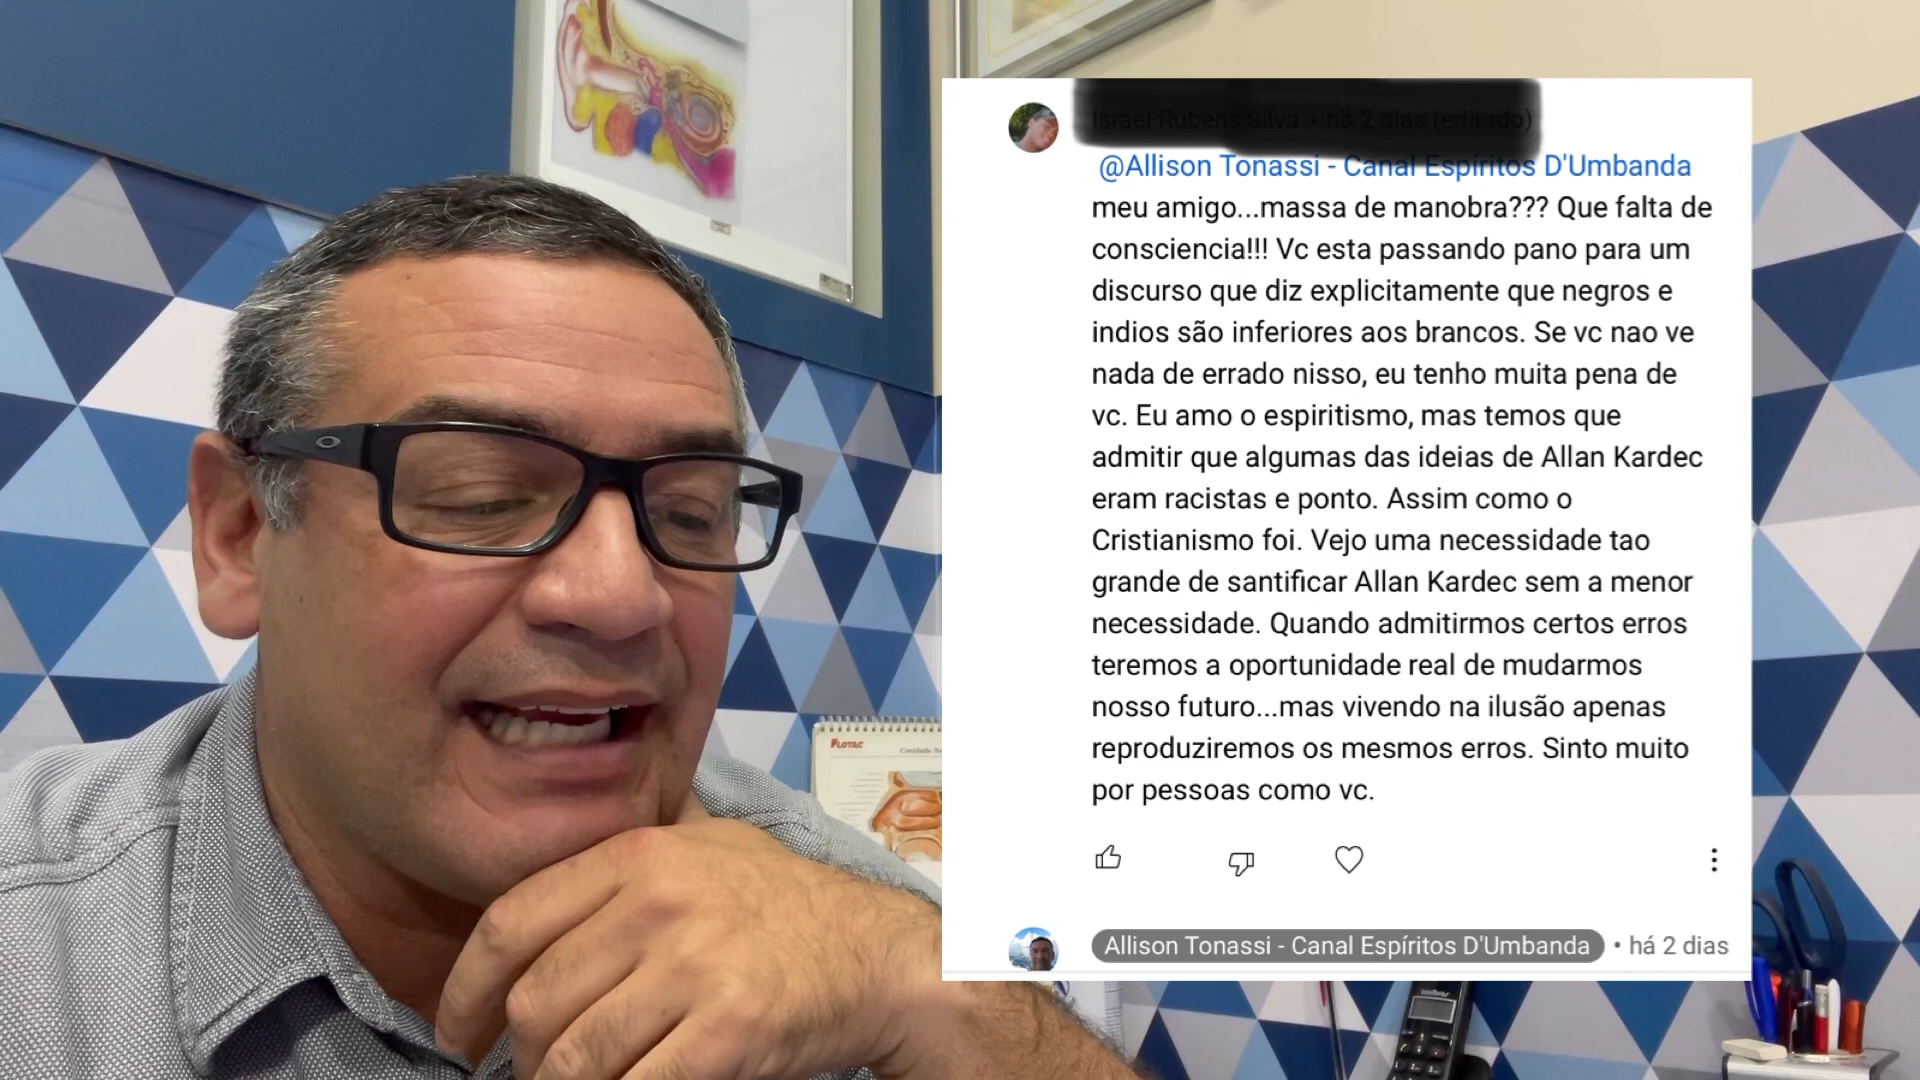 @Allison Tonassi - Canal Espíritos D'Umbanda
meu amigo...massa de manobra??? Que falta de
consciencia!!! Vc esta passando pano para um
discurso que diz explicitamente que negros e
indios são inferiores aos brancos. Se vc nao ve
nada de errado nisso, eu tenho muita pena de
vc. Eu amo o espiritismo, mas temos que
admitir que algumas das ideias de Allan Kardec
eram racistas e ponto. Assim como o
Cristianismo foi. Vejo uma necessidade tao
grande de santificar Allan Kardec sem a menor
necessidade. Quando admitirmos certos erros
teremos a oportunidade real de mudarmos
nosso futuro...mas vivendo na ilusão apenas
reproduziremos os mesmos erros. Sinto muito
por pessoas como vc.
Allison Tonassi - Canal Espíritos D'Umbanda • há 2 dias
FLOTAC